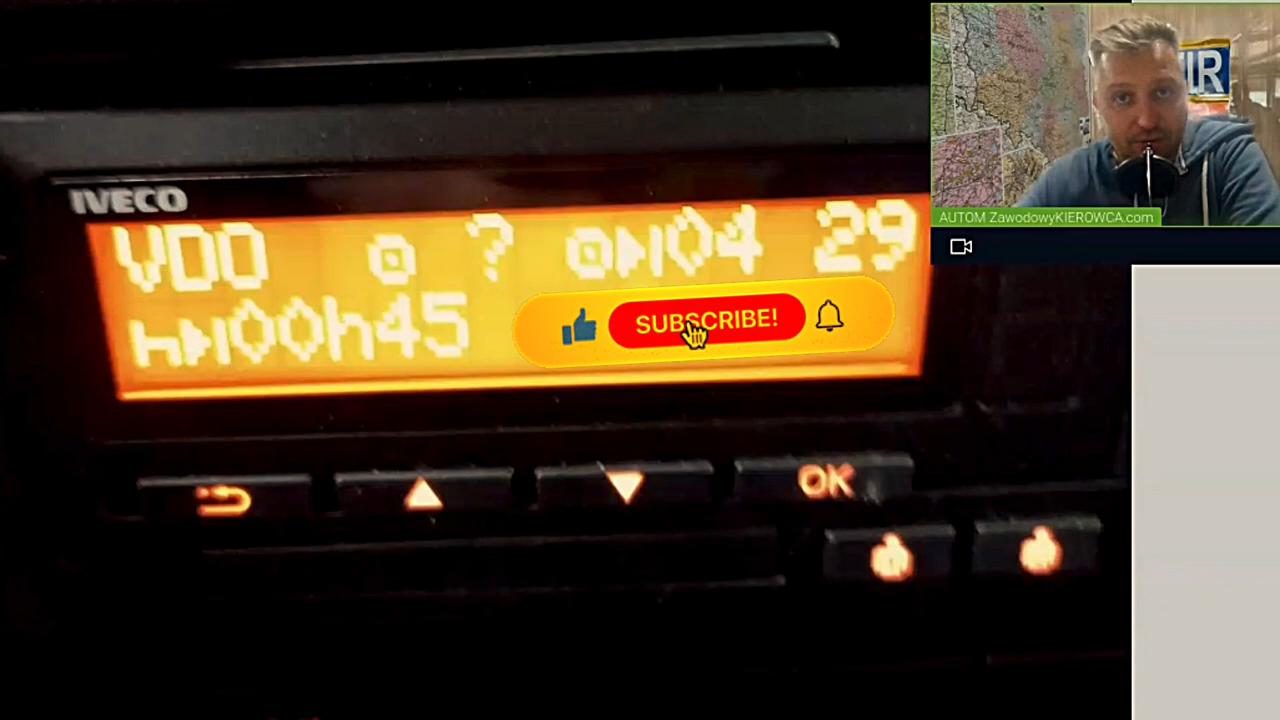 IVECO
VDO o ? o▶04 29
h▶00h45
SUBSCRIBE!
OK
IR
AUTOM ZawodowyKIEROWCA.com